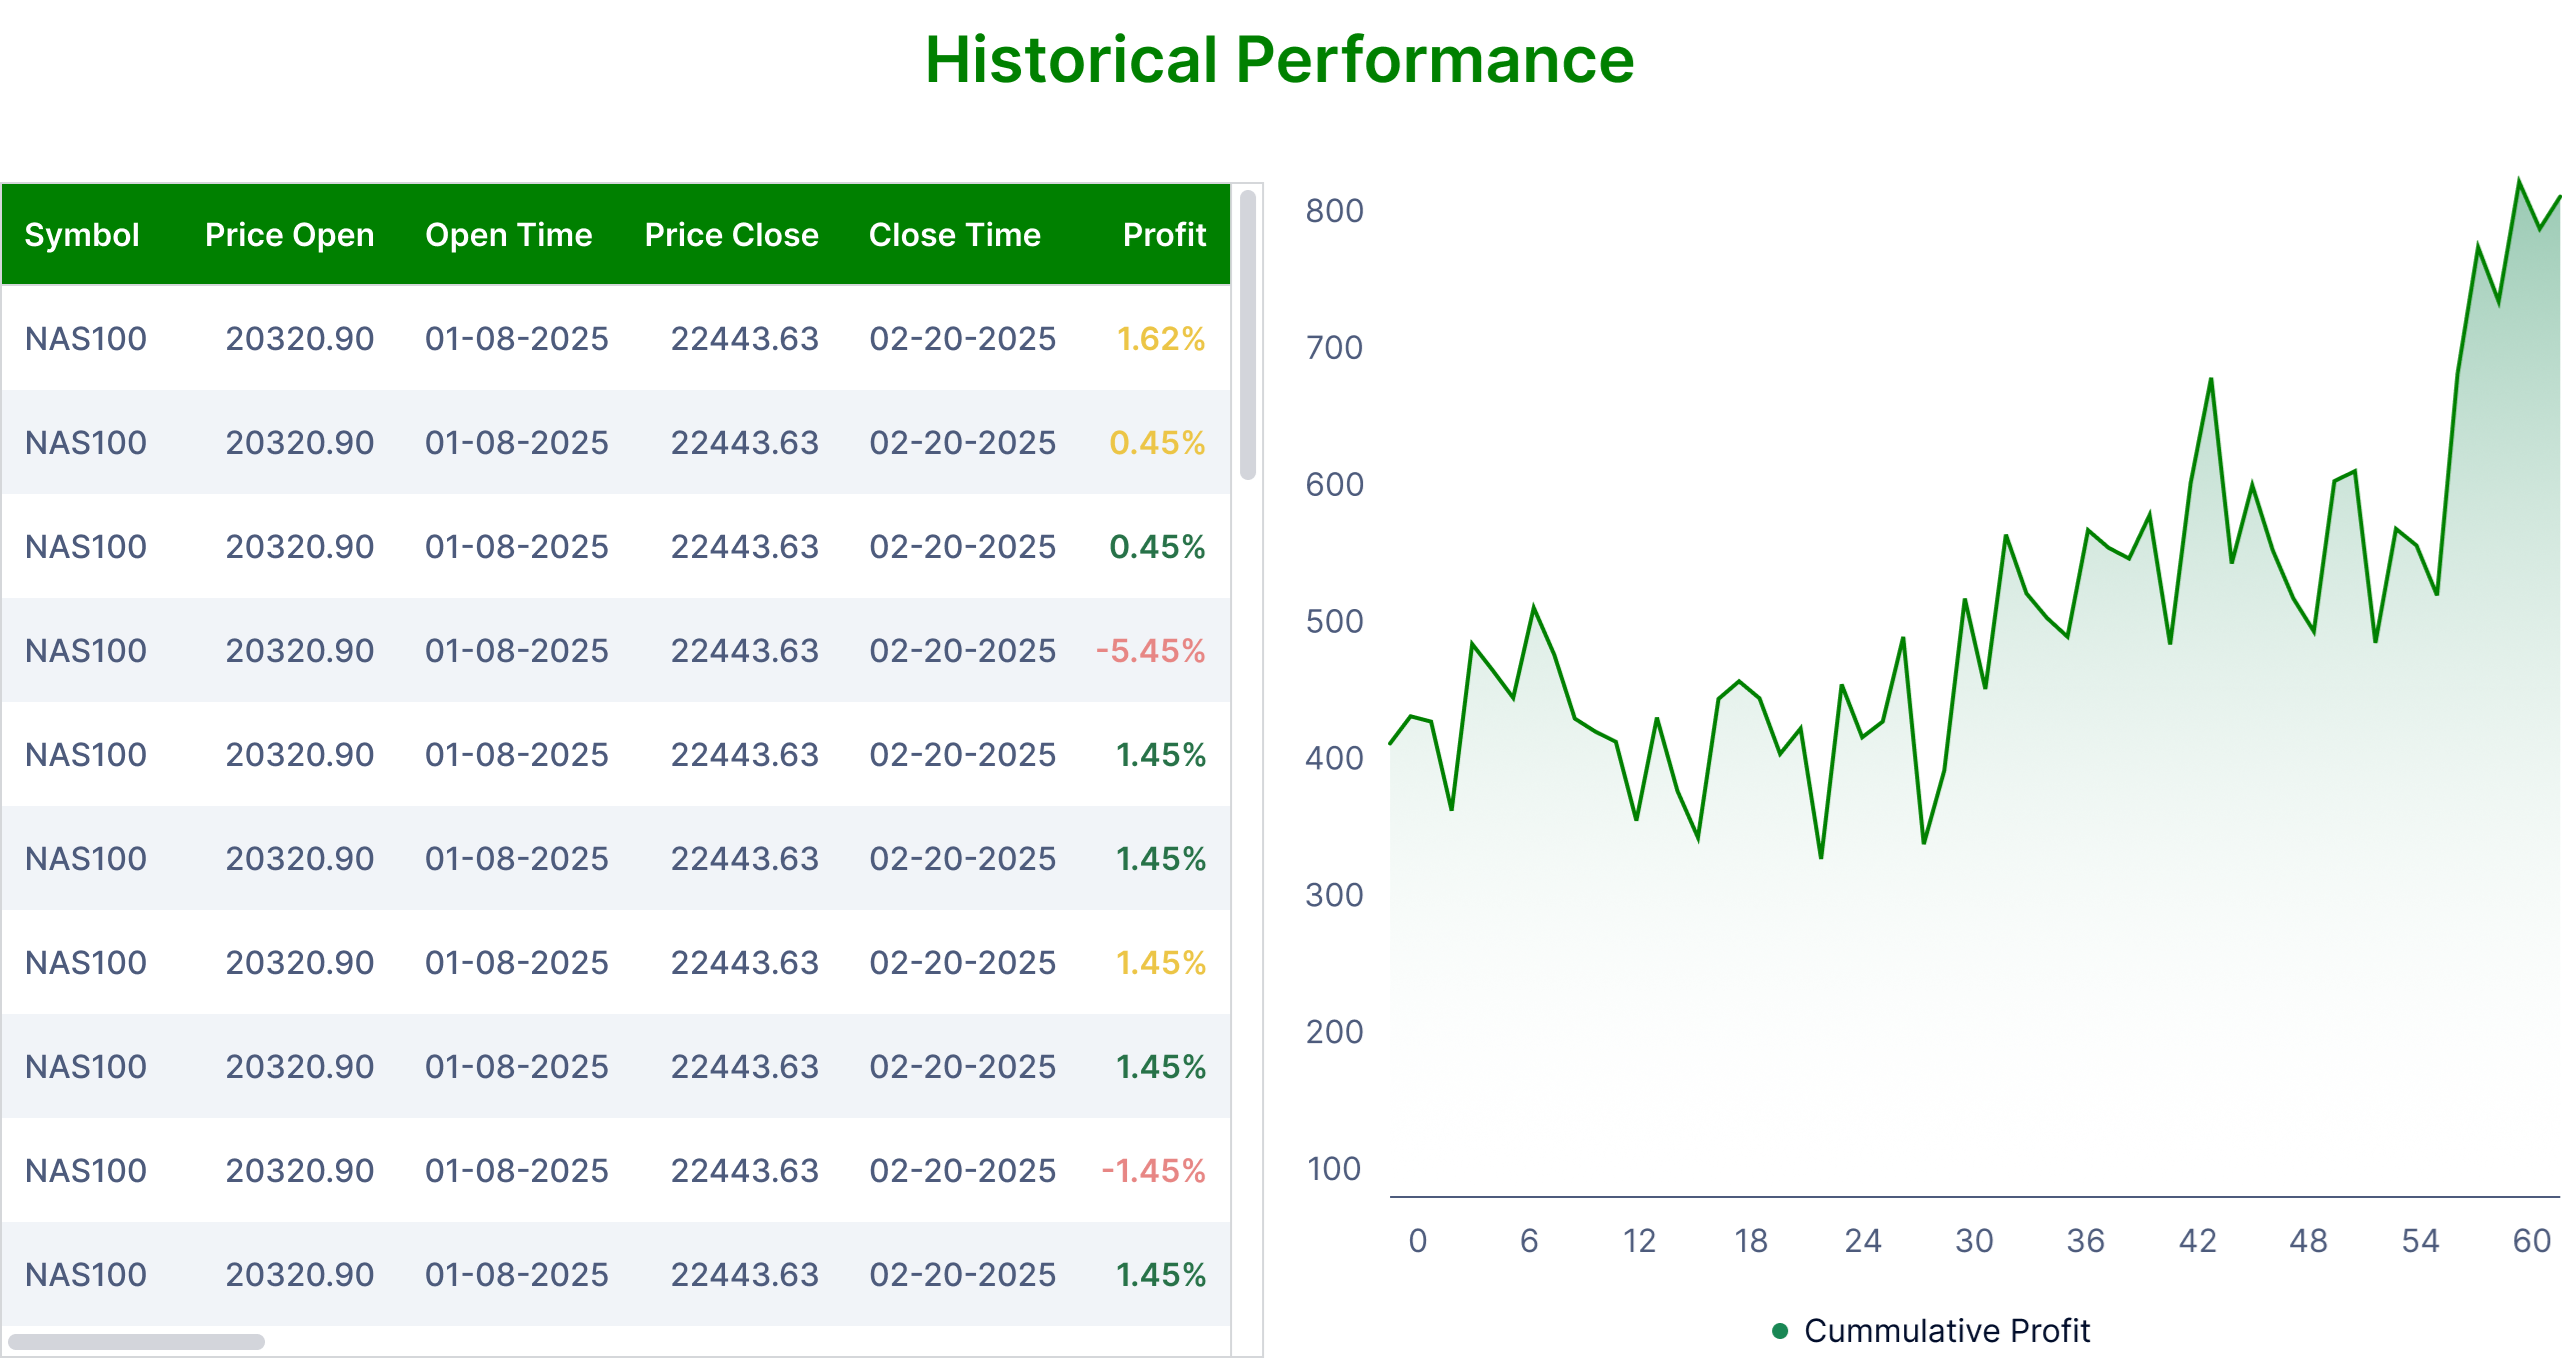 Historical Performance
Symbol Price Open Open Time Price Close Close Time Profit
NAS100 20320.90 01-08-2025 22443.63 02-20-2025 1.62%
NAS100 20320.90 01-08-2025 22443.63 02-20-2025 0.45%
NAS100 20320.90 01-08-2025 22443.63 02-20-2025 0.45%
NAS100 20320.90 01-08-2025 22443.63 02-20-2025 -5.45%
NAS100 20320.90 01-08-2025 22443.63 02-20-2025 1.45%
NAS100 20320.90 01-08-2025 22443.63 02-20-2025 1.45%
NAS100 20320.90 01-08-2025 22443.63 02-20-2025 1.45%
NAS100 20320.90 01-08-2025 22443.63 02-20-2025 1.45%
NAS100 20320.90 01-08-2025 22443.63 02-20-2025 -1.45%
NAS100 20320.90 01-08-2025 22443.63 02-20-2025 1.45%
800
700
600
500
400
300
200
100
0 6 12 18 24 30 36 42 48 54 60
Cummulative Profit